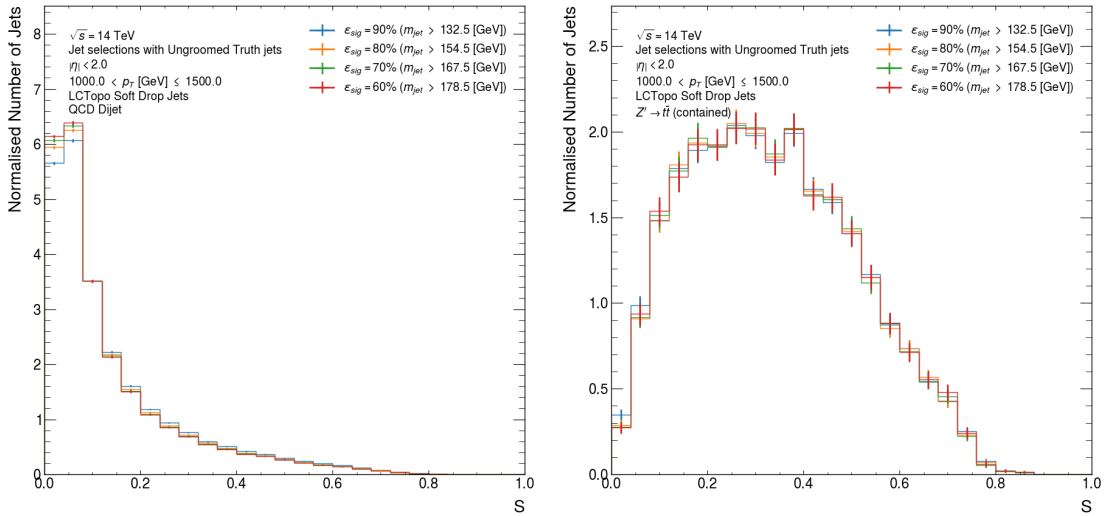 Normalised Number of Jets
8
7
6
5
4
3
2
1
0
√s = 14 TeV
Jet selections with Ungroomed Truth jets
|η| < 2.0
1000.0 < p_T [GeV] ≤ 1500.0
LCTopo Soft Drop Jets
QCD Dijet
ε_sig = 90% (m_jet > 132.5 [GeV])
ε_sig = 80% (m_jet > 154.5 [GeV])
ε_sig = 70% (m_jet > 167.5 [GeV])
ε_sig = 60% (m_jet > 178.5 [GeV])
0.0 0.2 0.4 0.6 0.8 1.0
S
Normalised Number of Jets
2.5
2.0
1.5
1.0
0.5
0.0
√s = 14 TeV
Jet selections with Ungroomed Truth jets
|η| < 2.0
1000.0 < p_T [GeV] ≤ 1500.0
LCTopo Soft Drop Jets
Z′ → tt̄ (contained)
ε_sig = 90% (m_jet > 132.5 [GeV])
ε_sig = 80% (m_jet > 154.5 [GeV])
ε_sig = 70% (m_jet > 167.5 [GeV])
ε_sig = 60% (m_jet > 178.5 [GeV])
0.0 0.2 0.4 0.6 0.8 1.0
S